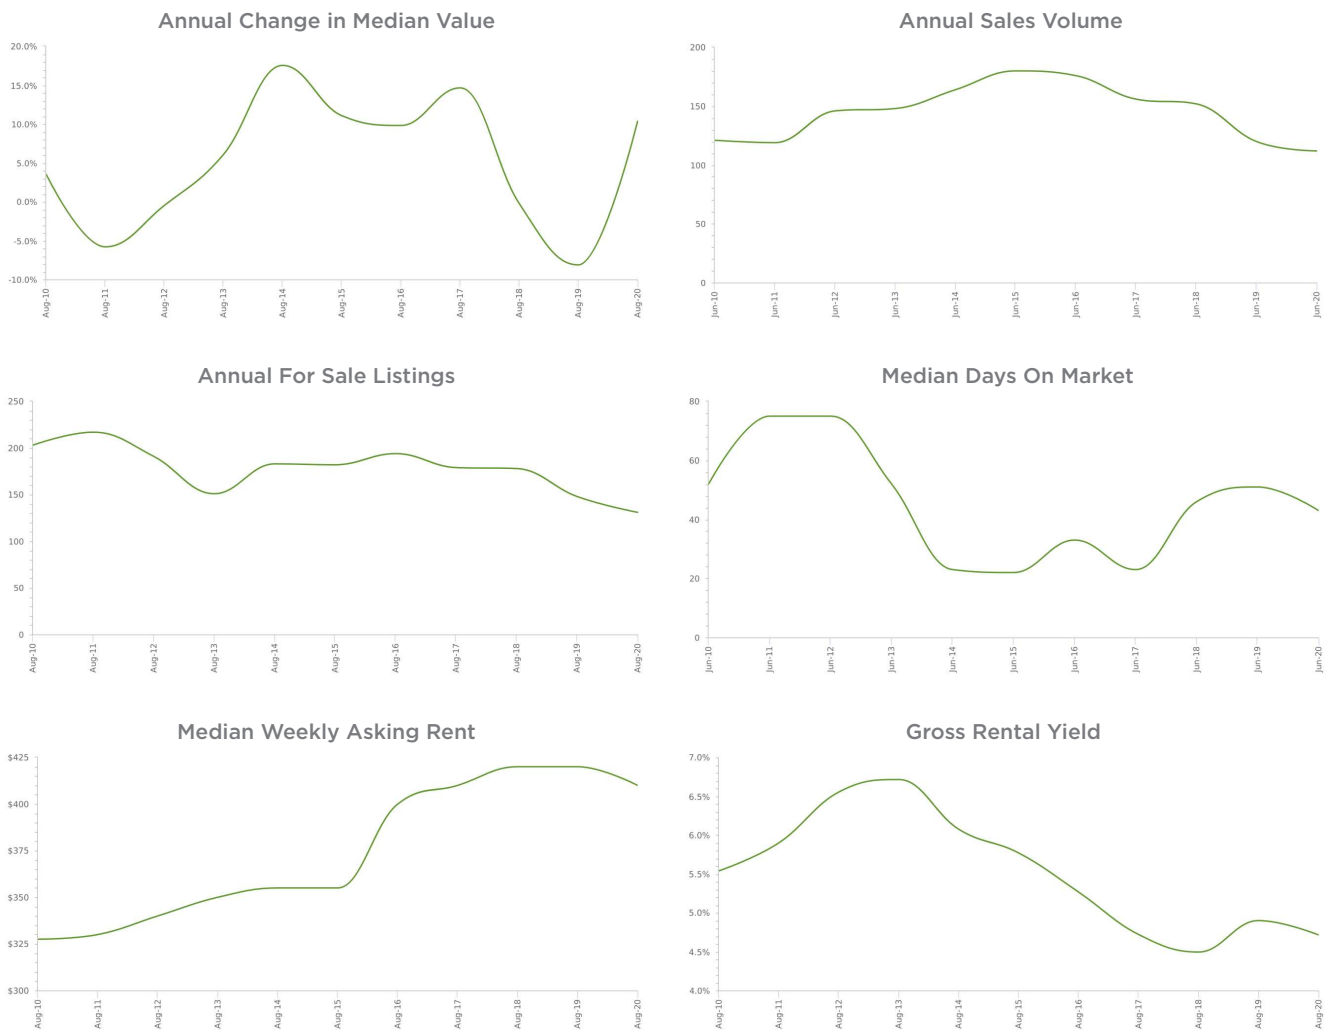 Annual Change in Median Value
20.0%
15.0%
10.0%
5.0%
0.0%
-5.0%
-10.0%
Aug-10
Aug-11
Aug-12
Aug-13
Aug-14
Aug-15
Aug-16
Aug-17
Aug-18
Aug-19
Aug-20
Annual Sales Volume
200
150
100
50
0
Jun-10
Jun-11
Jun-12
Jun-13
Jun-14
Jun-15
Jun-16
Jun-17
Jun-18
Jun-19
Jun-20
Annual For Sale Listings
250
200
150
100
50
0
Aug-10
Aug-11
Aug-12
Aug-13
Aug-14
Aug-15
Aug-16
Aug-17
Aug-18
Aug-19
Aug-20
Median Days On Market
80
60
40
20
0
Jun-10
Jun-11
Jun-12
Jun-13
Jun-14
Jun-15
Jun-16
Jun-17
Jun-18
Jun-19
Jun-20
Median Weekly Asking Rent
$425
$400
$375
$350
$325
$300
Aug-10
Aug-11
Aug-12
Aug-13
Aug-14
Aug-15
Aug-16
Aug-17
Aug-18
Aug-19
Aug-20
Gross Rental Yield
7.0%
6.5%
6.0%
5.5%
5.0%
4.5%
4.0%
Aug-10
Aug-11
Aug-12
Aug-13
Aug-14
Aug-15
Aug-16
Aug-17
Aug-18
Aug-19
Aug-20